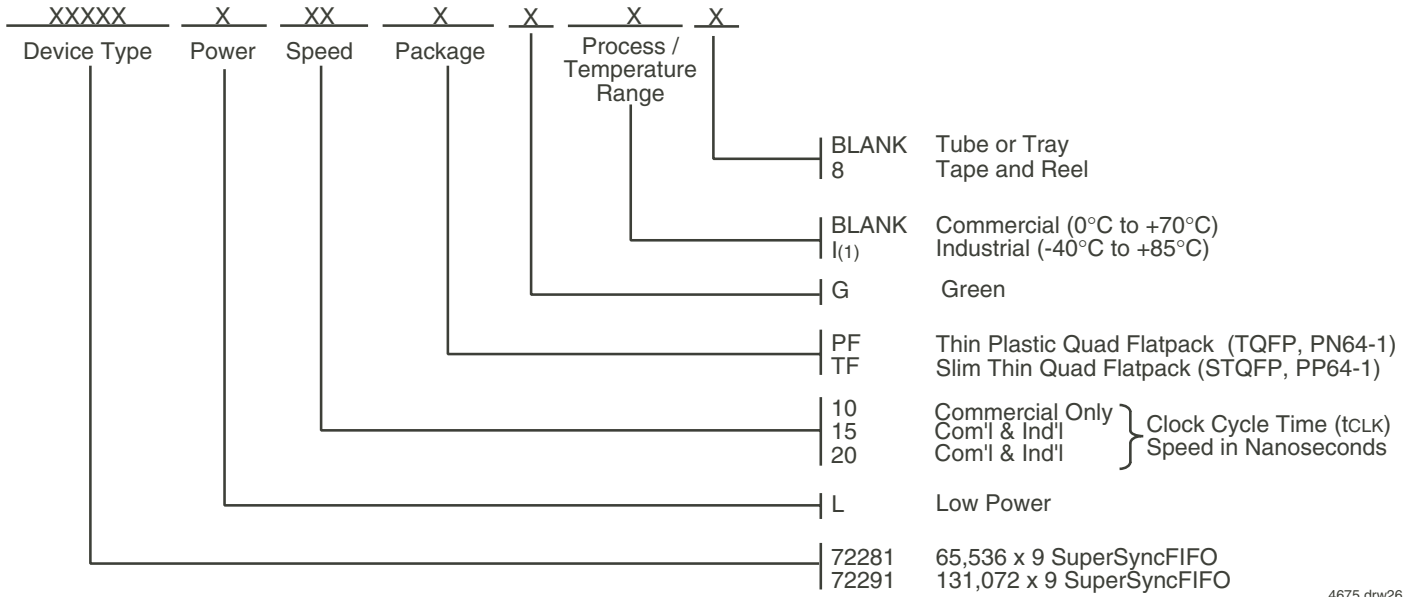 XXXXX X XX X X X X
Device Type Power Speed Package Process /
Temperature
Range
BLANK Tube or Tray
8 Tape and Reel
BLANK Commercial (0°C to +70°C)
I(1) Industrial (-40°C to +85°C)
G Green
PF Thin Plastic Quad Flatpack (TQFP, PN64-1)
TF Slim Thin Quad Flatpack (STQFP, PP64-1)
10 Commercial Only
15 Com'l & Ind'l
20 Com'l & Ind'l
Clock Cycle Time (tCLK)
Speed in Nanoseconds
L Low Power
72281 65,536 x 9 SuperSyncFIFO
72291 131,072 x 9 SuperSyncFIFO
4675 drw26